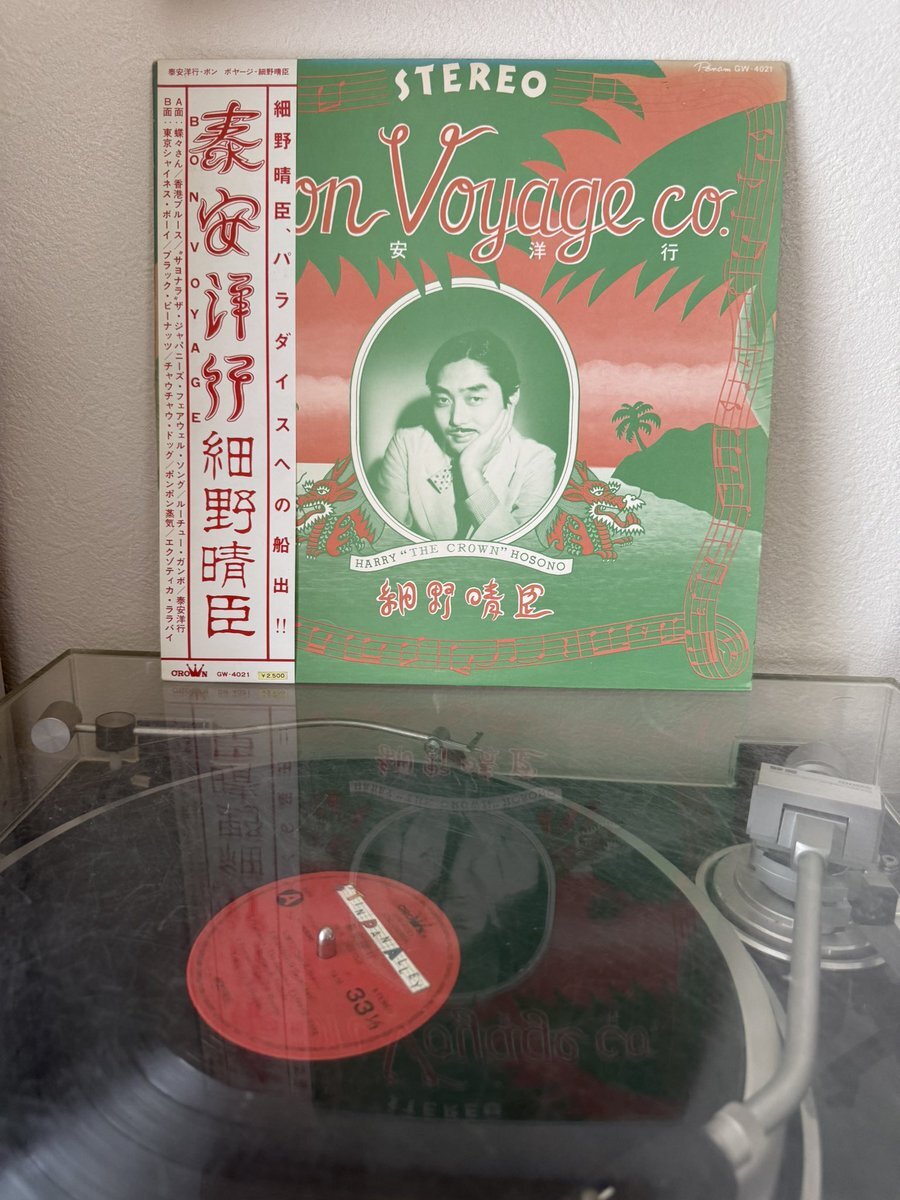 泰安洋行・ボン ボヤージ・細野晴臣
細野晴臣、パラダイスへの船出!!
泰安洋行 細野晴臣
BON VOYAGE
A面:蝶々さん/香港ブルース/"サヨナラ"ザ・ジャパニーズ・フェアウェル・ソング/ルーチュー・ガンボ/泰安洋行
B面:東京シャイネス・ボーイ/ブラック・ピーナッツ/チャウチャウ・ドッグ/ポンポン蒸気/エクゾティカ・ララバイ
CROWN GW-4021 ¥2,500
Panam GW-4021
STEREO
on Voyage co.
安洋行
HARRY "THE CROWN" HOSONO
細野晴臣
A
TIN PAN ALLEY
CROWN
33 1/3